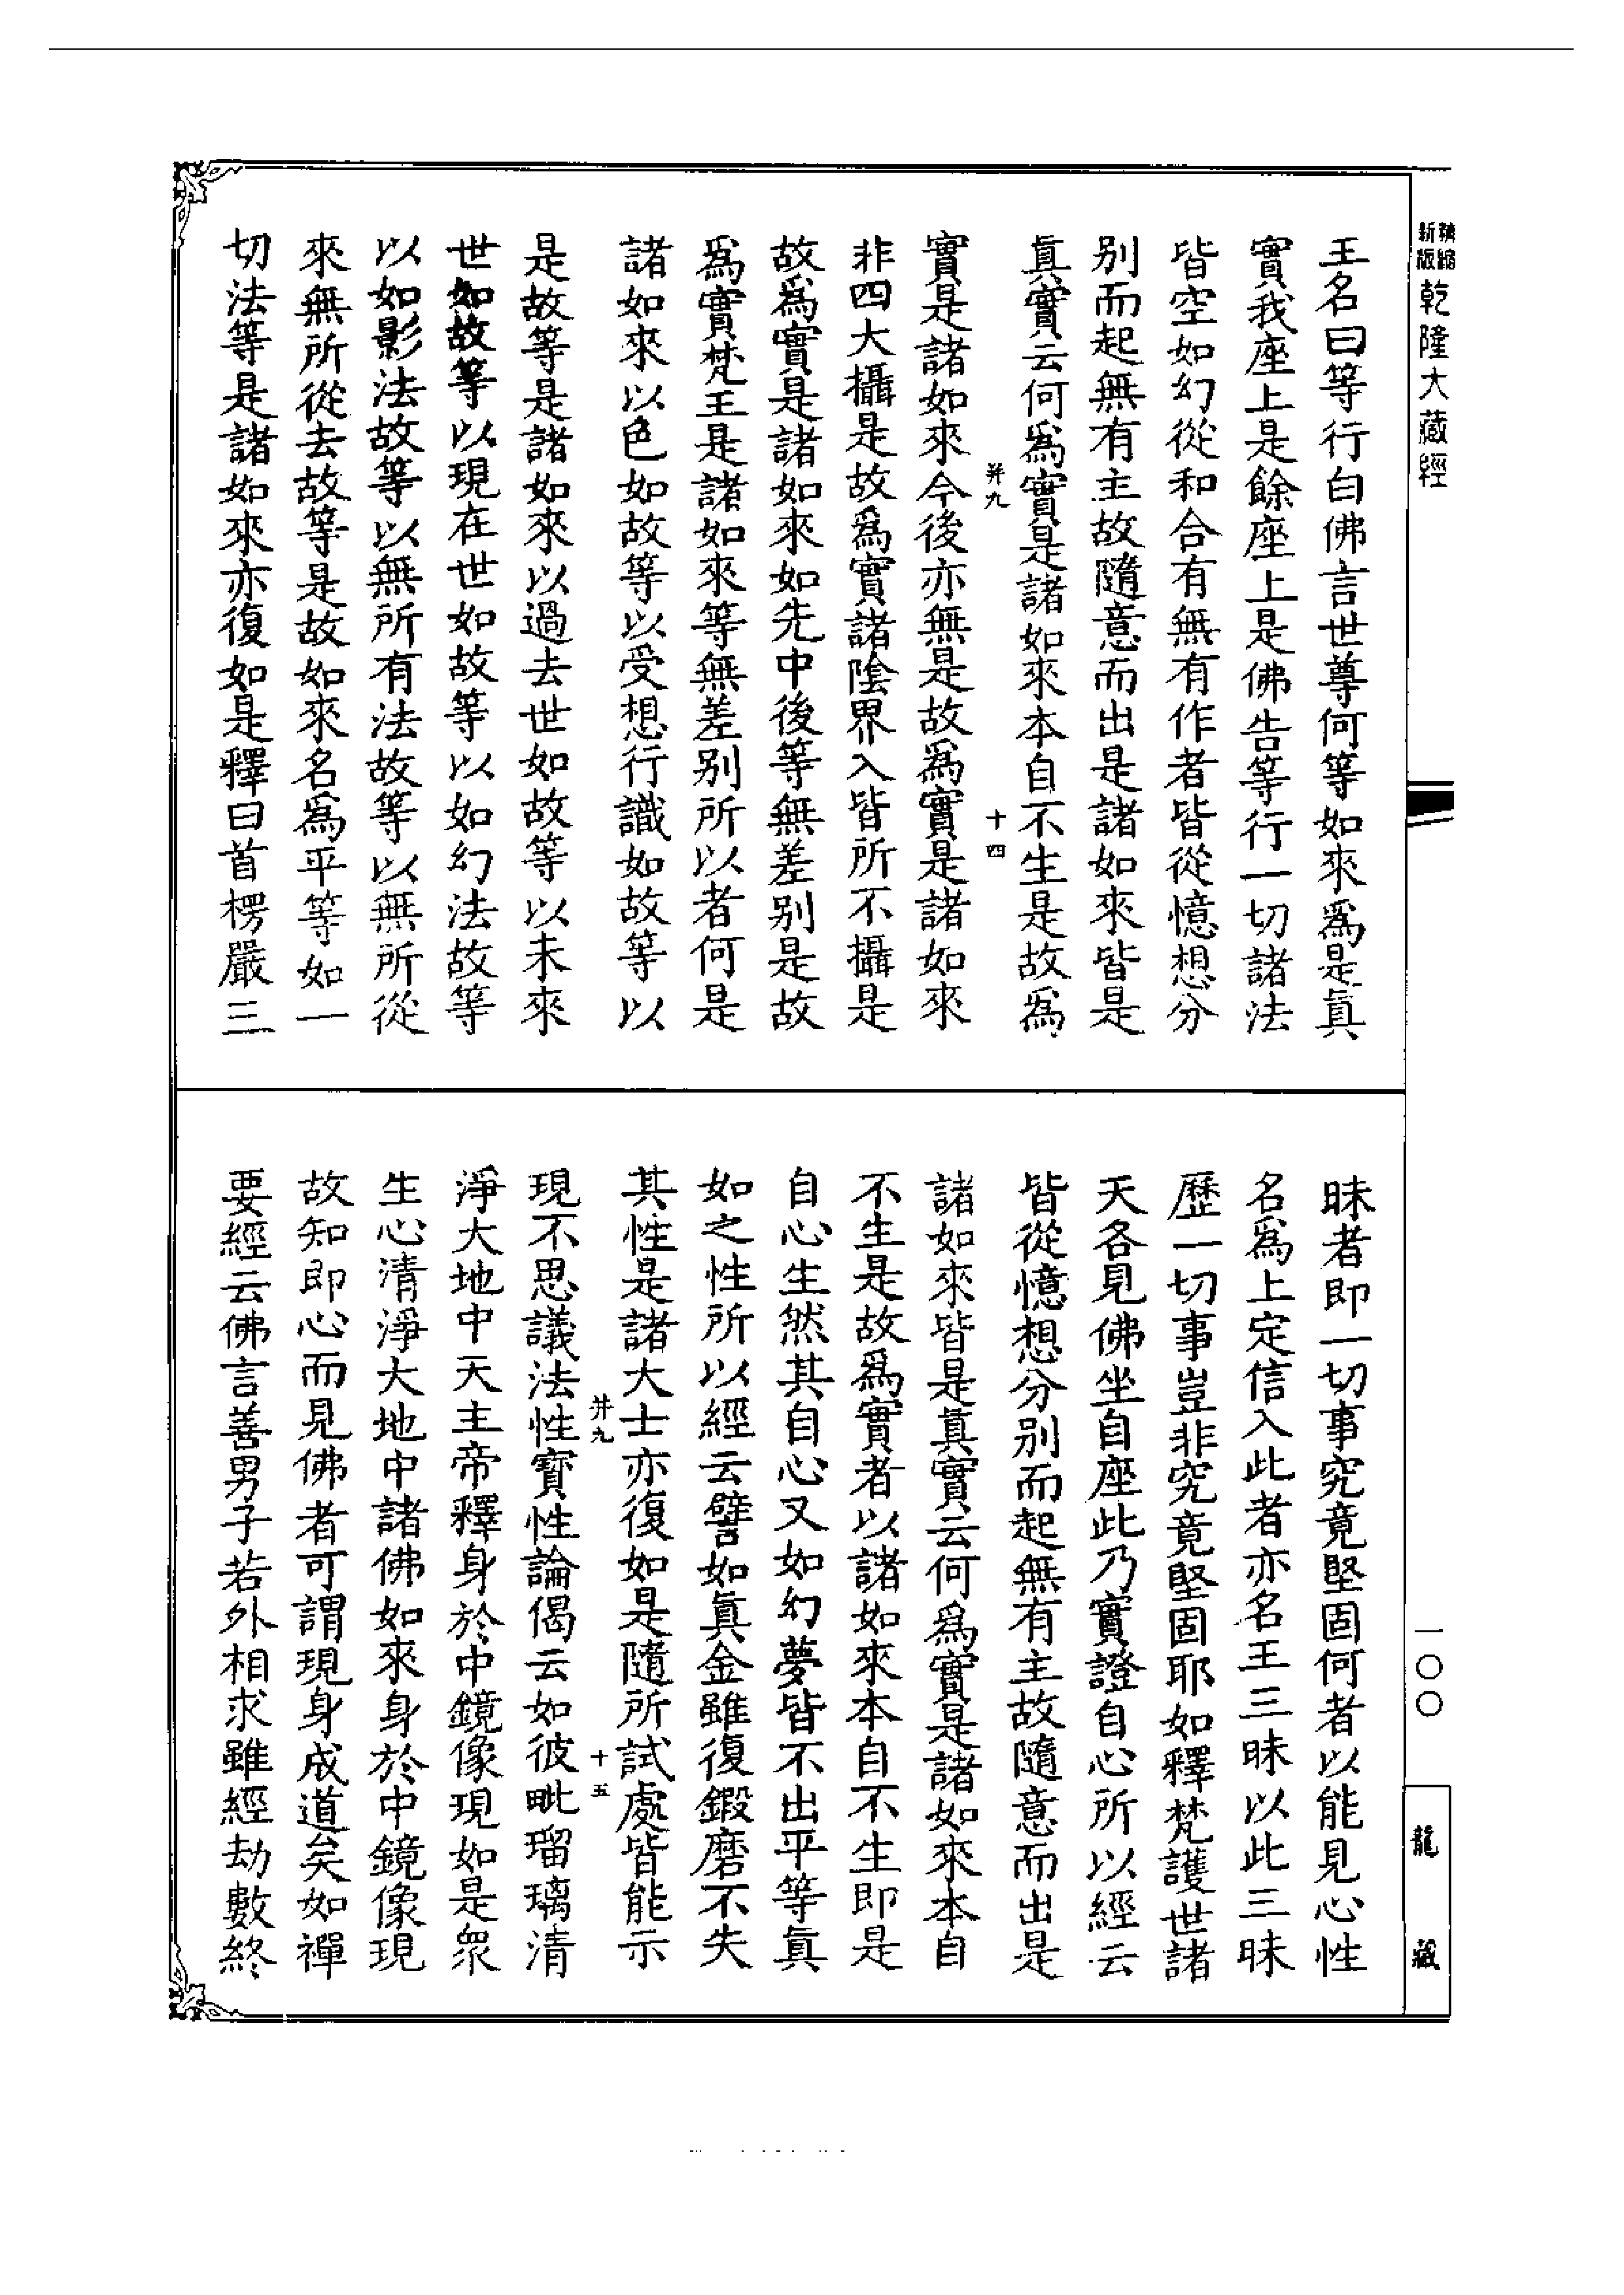 新版
精縮
乾隆大藏經
王名曰等行白佛言世尊何等如來爲是眞
實我座上是餘座上是佛告等行一切諸法
皆空如幻從和合有無有作者皆從憶想分
别而起無有主故隨意而出是諸如來皆是
眞實云何爲實是諸如來本自不生是故爲
并九
十四
實是諸如來今後亦無是故爲實是諸如來
非四大攝是故爲實諸陰界入皆所不攝是
故爲實是諸如來如先中後等無差别是故
爲實梵王是諸如來等無差别所以者何是
諸如來以色如故等以受想行識如故等以
是故等是諸如來以過去世如故等以未來
世如故等以現在世如故等以如幻法故等
以如影法故等以無所有法故等以無所從
來無所從去故等是故如來名爲平等如一
切法等是諸如來亦復如是釋曰首楞嚴三
昧者即一切事究竟堅固何者以能見心性
名爲上定信入此者亦名王三昧以此三昧
歷一切事豈非究竟堅固耶如釋梵護世諸
天各見佛坐自座此乃實證自心所以經云
皆從憶想分别而起無有主故隨意而出是
諸如來皆是眞實云何爲實是諸如來本自
不生是故爲實者以諸如來本自不生即是
自心生然其自心又如幻夢皆不出平等眞
如之性所以經云譬如眞金雖復鍛磨不失
其性是諸大士亦復如是隨所試處皆能示
并九
十五
現不思議法性寶性論偈云如彼毗瑠璃清
淨大地中天主帝釋身於中鏡像現如是衆
生心清淨大地中諸佛如來身於中鏡像現
故知即心而見佛者可謂現身成道矣如禪
要經云佛言善男子若外相求雖經劫數終
一〇〇
龍藏